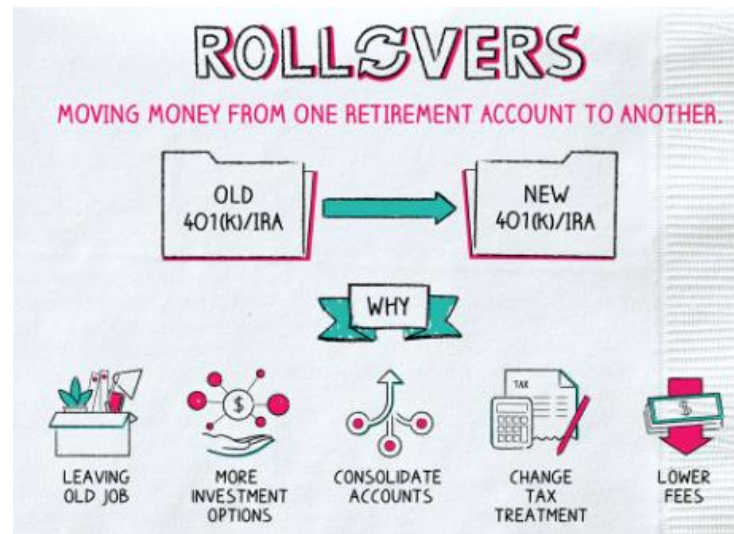 ROLLOVERS
MOVING MONEY FROM ONE RETIREMENT ACCOUNT TO ANOTHER.
OLD
401(K)/IRA
NEW
401(K)/IRA
WHY
$
TAX
$
LEAVING
OLD JOB
MORE
INVESTMENT
OPTIONS
CONSOLIDATE
ACCOUNTS
CHANGE
TAX
TREATMENT
LOWER
FEES